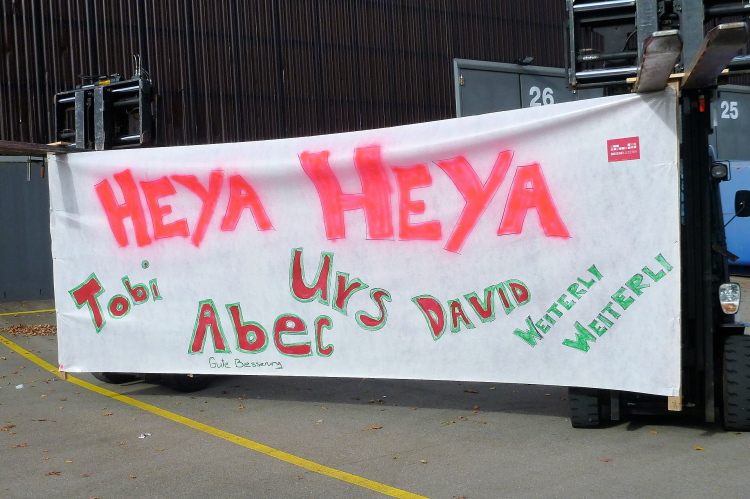 26
25
HEYA HEYA
Tobi Abec Urs DAVID WEITERLI WEITERLI
Gute Besserung